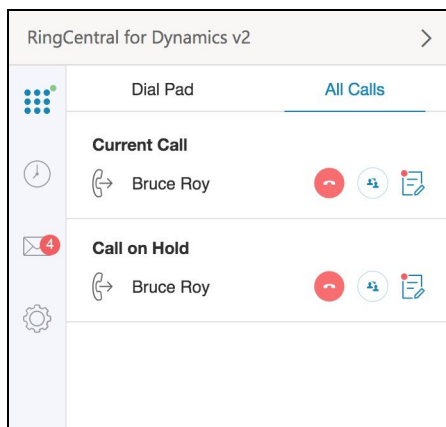 RingCentral for Dynamics v2
Dial Pad
All Calls
Current Call
Bruce Roy
4
Call on Hold
Bruce Roy